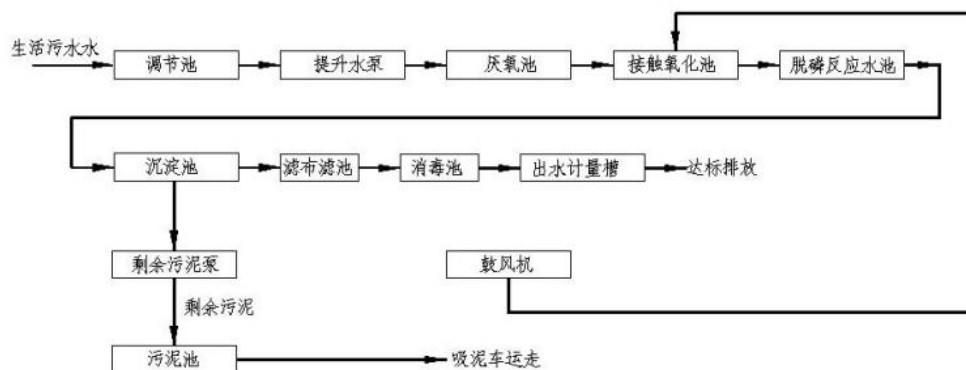 生活污水水
调节池
提升水泵
厌氧池
接触氧化池
脱磷反应水池
沉淀池
滤布滤池
消毒池
出水计量槽
达标排放
剩余污泥泵
鼓风机
剩余污泥
污泥池
吸泥车运走